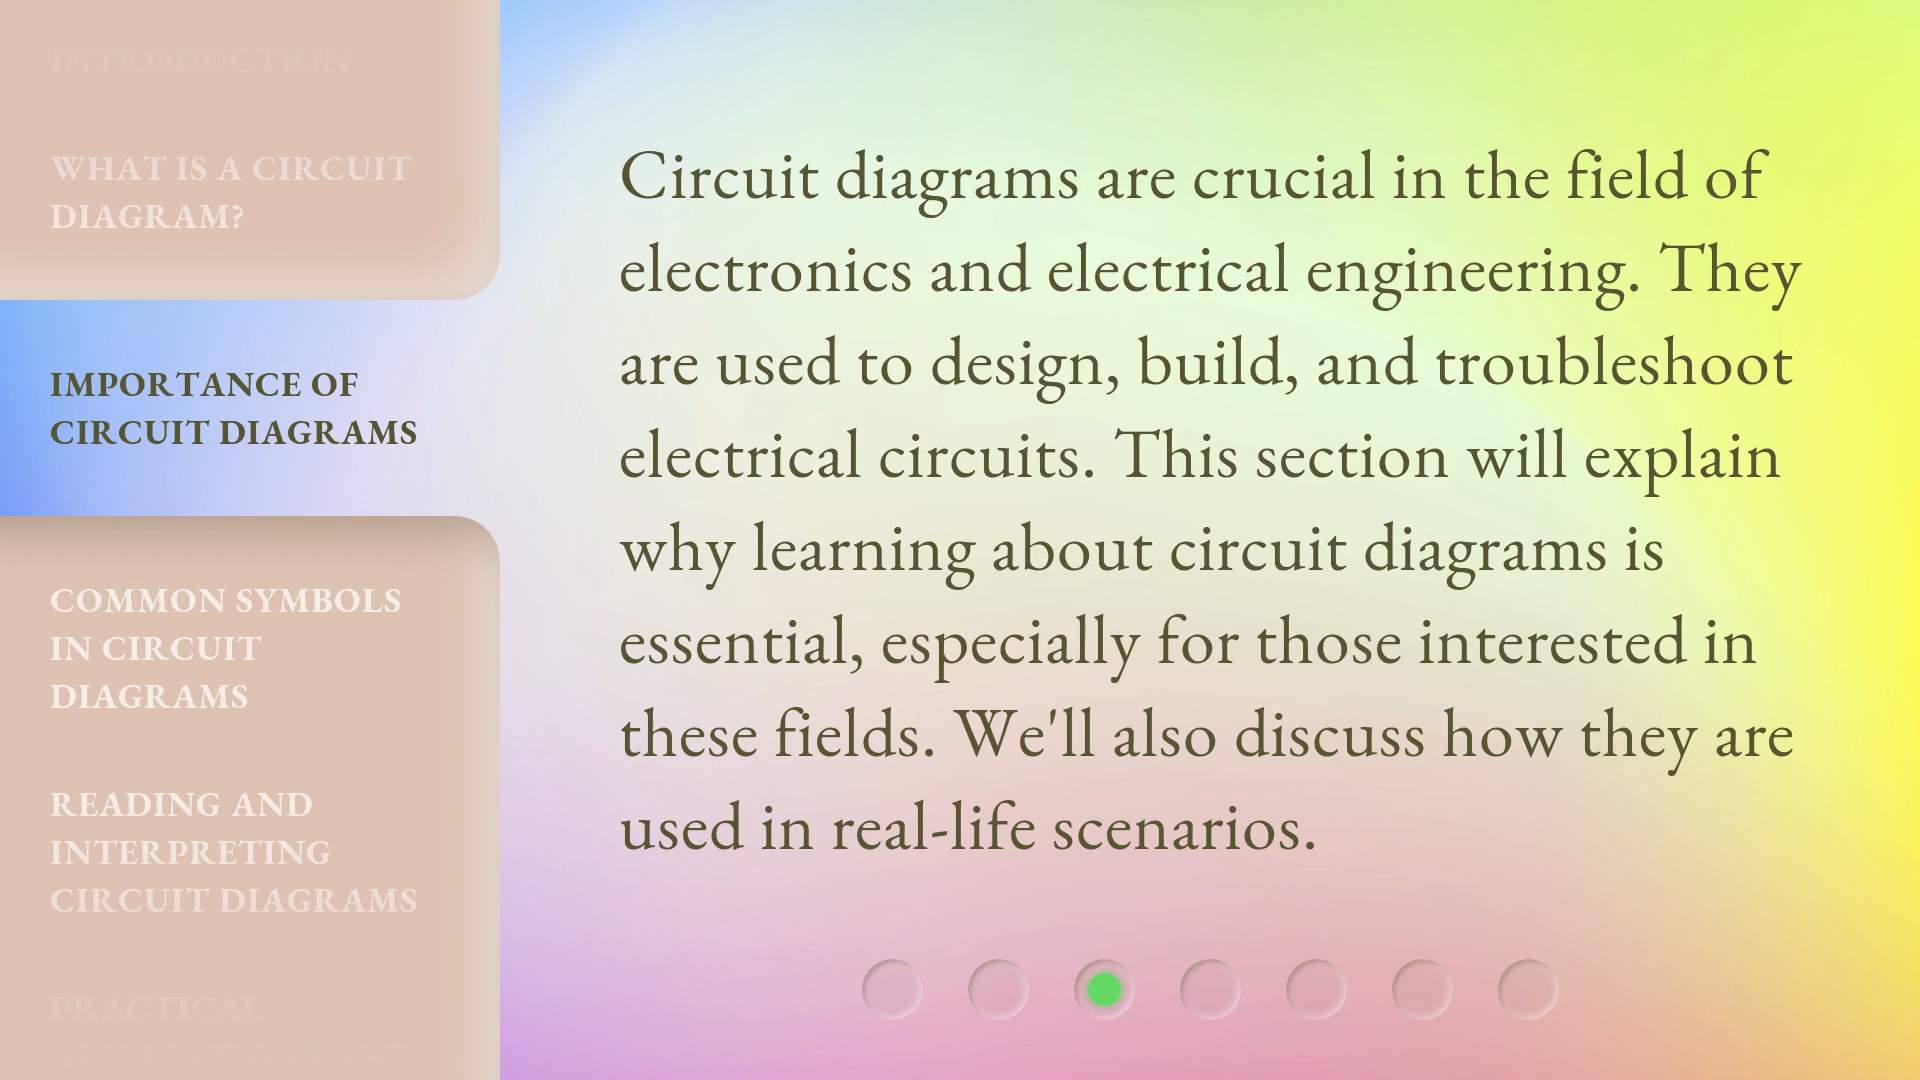 INTRODUCTION
WHAT IS A CIRCUIT
DIAGRAM?
IMPORTANCE OF
CIRCUIT DIAGRAMS
COMMON SYMBOLS
IN CIRCUIT
DIAGRAMS
READING AND
INTERPRETING
CIRCUIT DIAGRAMS
PRACTICAL
Circuit diagrams are crucial in the field of
electronics and electrical engineering. They
are used to design, build, and troubleshoot
electrical circuits. This section will explain
why learning about circuit diagrams is
essential, especially for those interested in
these fields. We'll also discuss how they are
used in real-life scenarios.